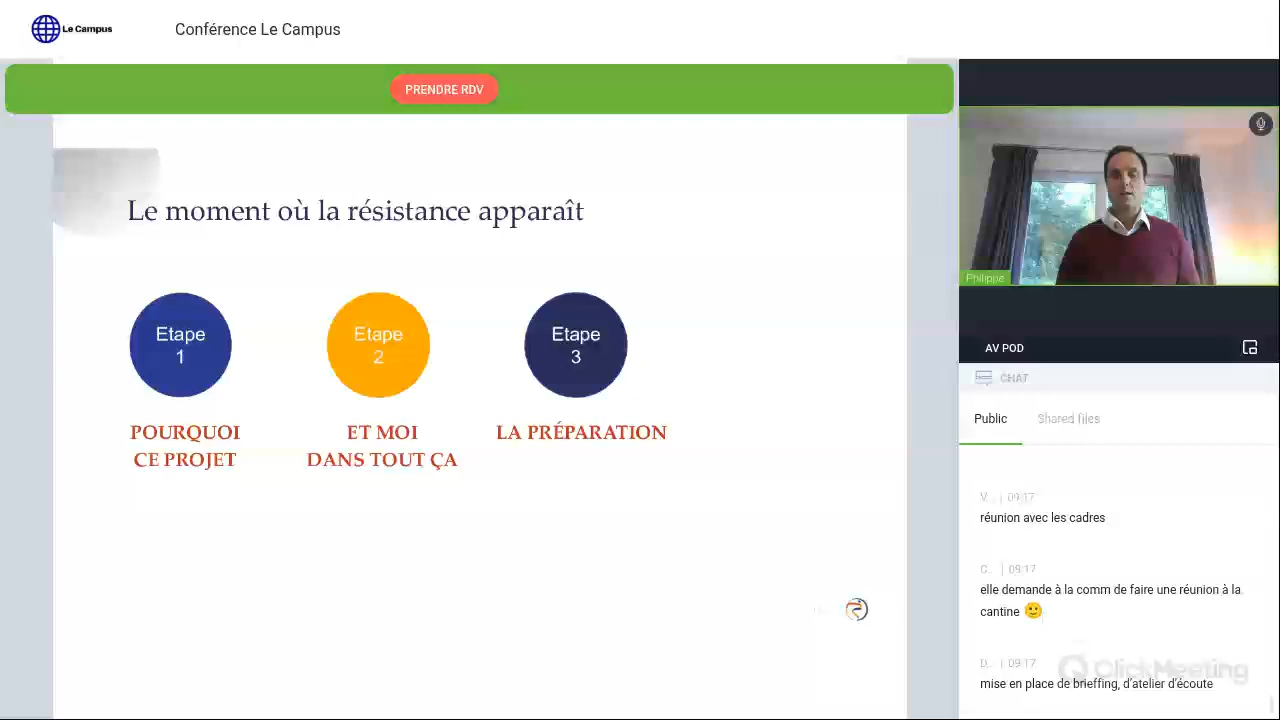 Le Campus
Conférence Le Campus
PRENDRE RDV
Le moment où la résistance apparaît
Etape
1
Etape
2
Etape
3
POURQUOI
CE PROJET
ET MOI
DANS TOUT ÇA
LA PRÉPARATION
Philippe
AV POD
CHAT
Public
Shared files
V... | 09:17
réunion avec les cadres
C... | 09:17
elle demande à la comm de faire une réunion à la
cantine
D... | 09:17
mise en place de brieffing, d'atelier d'écoute
ClickMeeting